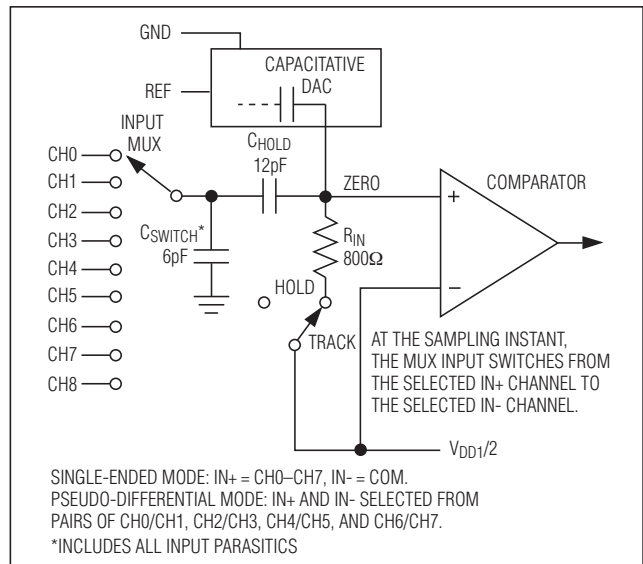 GND
CAPACITATIVE
DAC
REF
INPUT
MUX
CHOLD
12pF
CH0
CH1
CH2
CH3
CH4
CH5
CH6
CH7
CH8
CSWITCH*
6pF
ZERO
COMPARATOR
+
−
RIN
800Ω
HOLD
TRACK
AT THE SAMPLING INSTANT,
THE MUX INPUT SWITCHES FROM
THE SELECTED IN+ CHANNEL TO
THE SELECTED IN- CHANNEL.
VDD1/2
SINGLE-ENDED MODE: IN+ = CH0–CH7, IN- = COM.
PSEUDO-DIFFERENTIAL MODE: IN+ AND IN- SELECTED FROM
PAIRS OF CH0/CH1, CH2/CH3, CH4/CH5, AND CH6/CH7.
*INCLUDES ALL INPUT PARASITICS